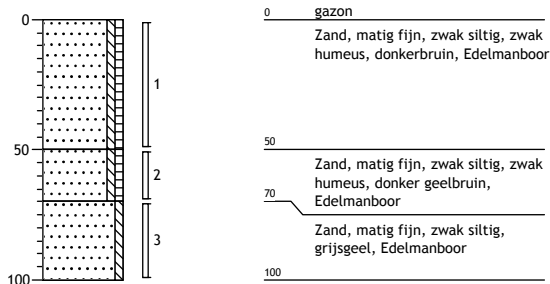 0
50
100
1
2
3
0 gazon
Zand, matig fijn, zwak siltig, zwak
humeus, donkerbruin, Edelmanboor
50
Zand, matig fijn, zwak siltig, zwak
humeus, donker geelbruin,
Edelmanboor
70
Zand, matig fijn, zwak siltig,
grijsgeel, Edelmanboor
100